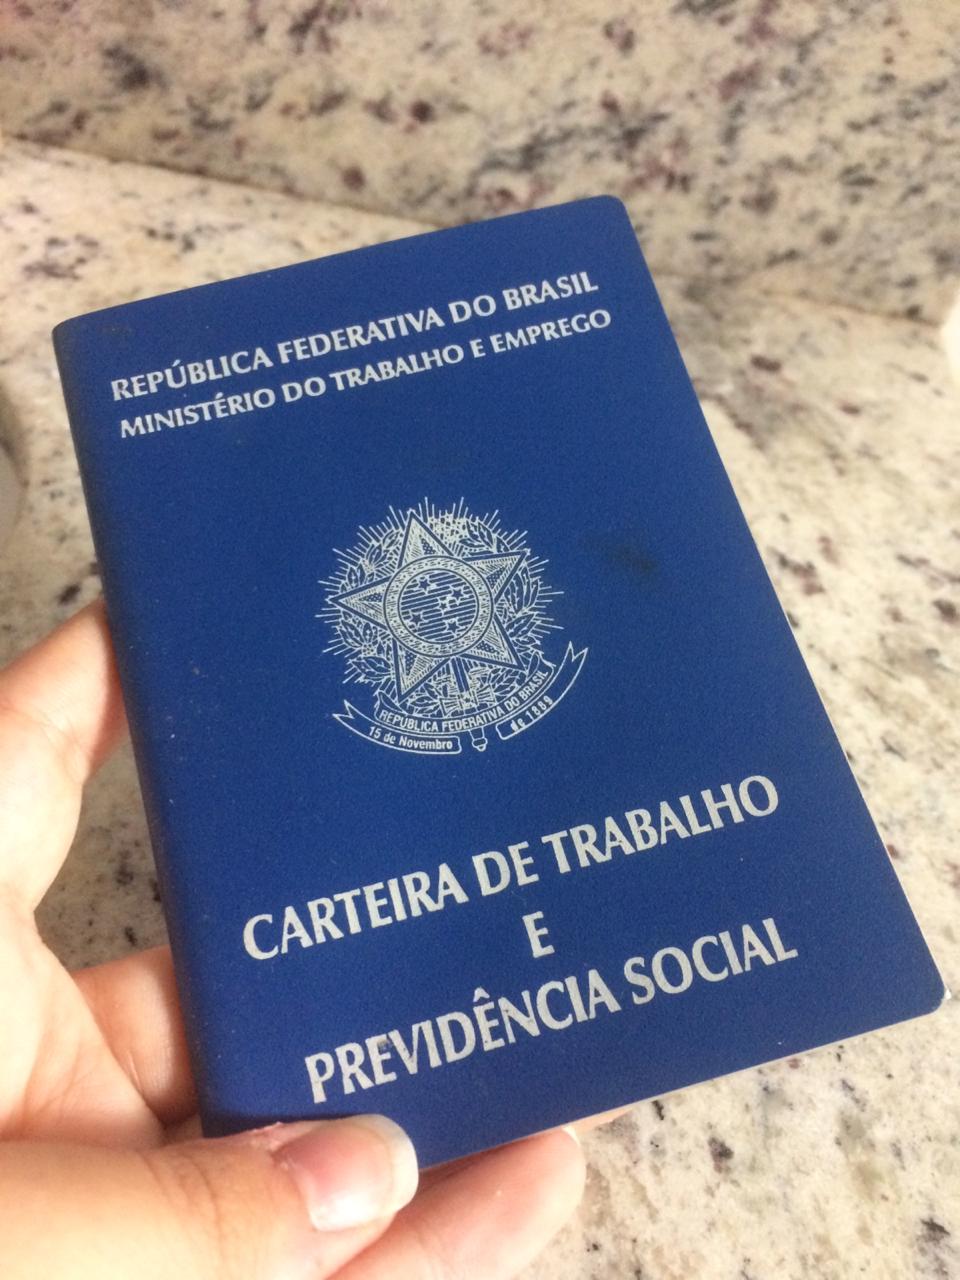 REPÚBLICA FEDERATIVA DO BRASIL
MINISTÉRIO DO TRABALHO E EMPREGO
REPÚBLICA FEDERATIVA DO BRASIL
15 de Novembro de 1889
CARTEIRA DE TRABALHO
E
PREVIDÊNCIA SOCIAL